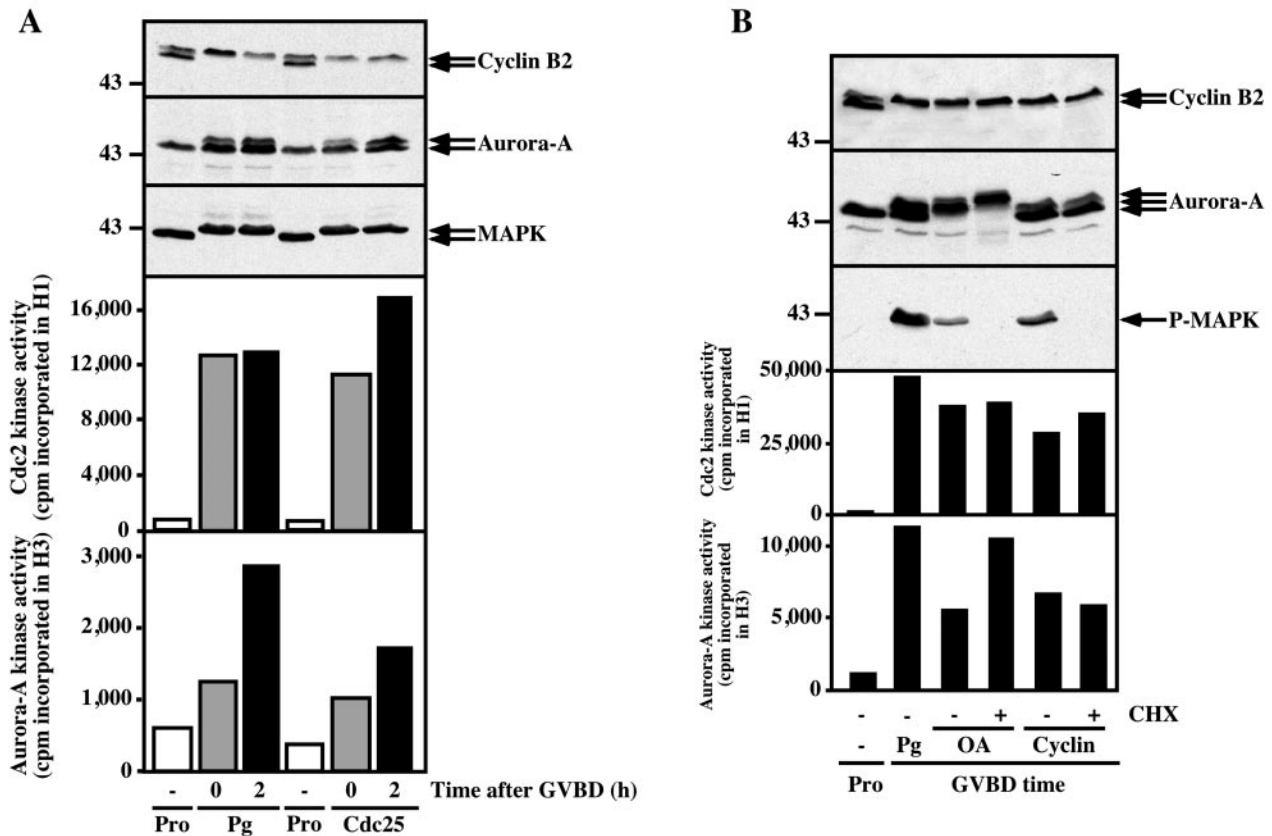 A
43
Cyclin B2
43
Aurora-A
43
MAPK
Cdc2 kinase activity
(cpm incorporated in H1)
16,000
12,000
8,000
4,000
0
Aurora-A kinase activity
(cpm incorporated in H3)
3,000
2,000
1,000
0
- 0 2 - 0 2 Time after GVBD (h)
Pro Pg Pro Cdc25
B
43
Cyclin B2
43
Aurora-A
43
P-MAPK
Cdc2 kinase activity
(cpm incorporated
in H1)
50,000
25,000
0
Aurora-A kinase activity
(cpm incorporated
in H3)
10,000
5,000
0
- - - + - + CHX
- Pg OA Cyclin
Pro GVBD time